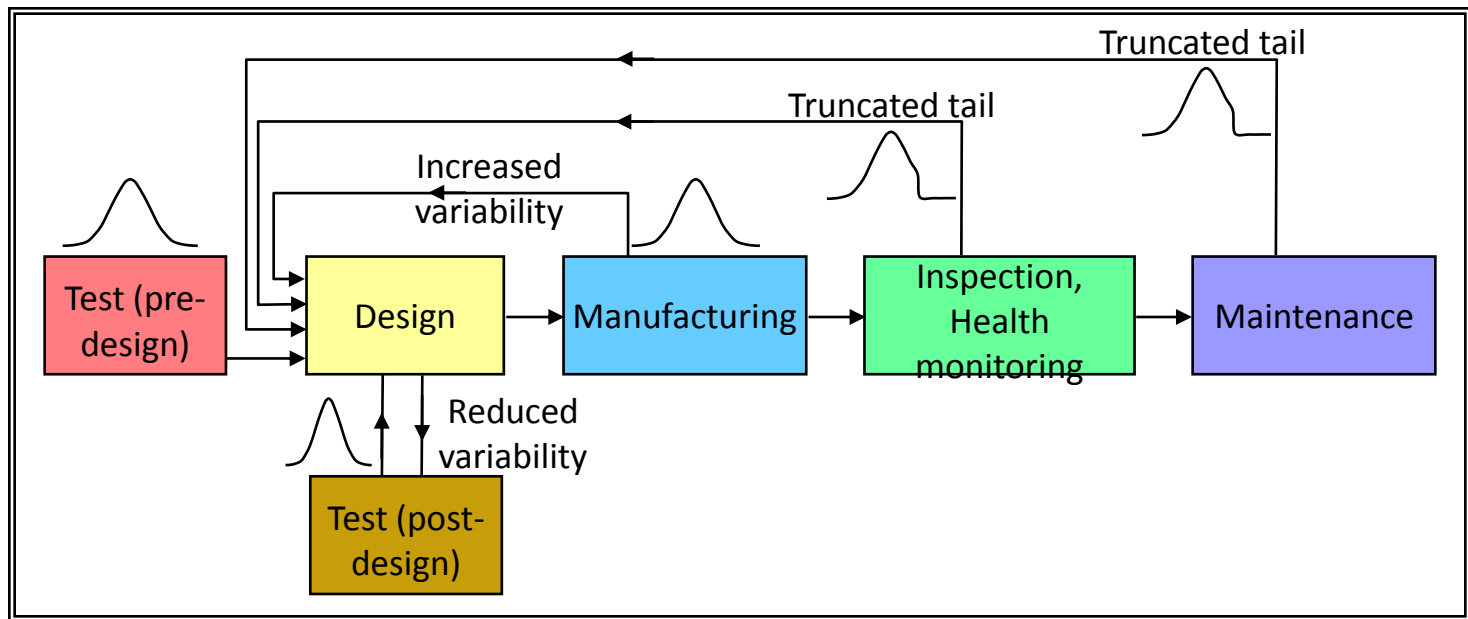 Truncated tail
Truncated tail
Increased
variability
Test (pre-
design)
Design
Manufacturing
Inspection,
Health
monitoring
Maintenance
Reduced
variability
Test (post-
design)